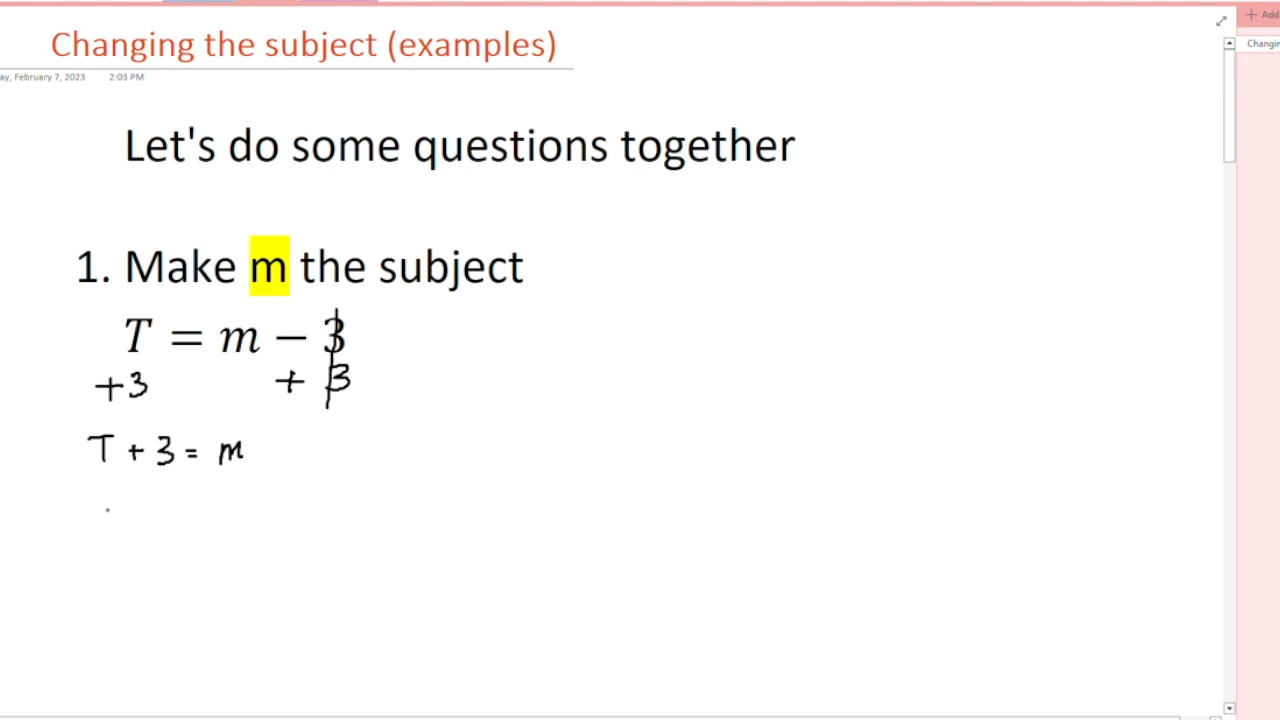 Changing the subject (examples)
ay, February 7, 2023 2:03 PM
+ Add
Changin
Let's do some questions together
1. Make m the subject
T = m − 3
+3 + 3
T + 3 = m